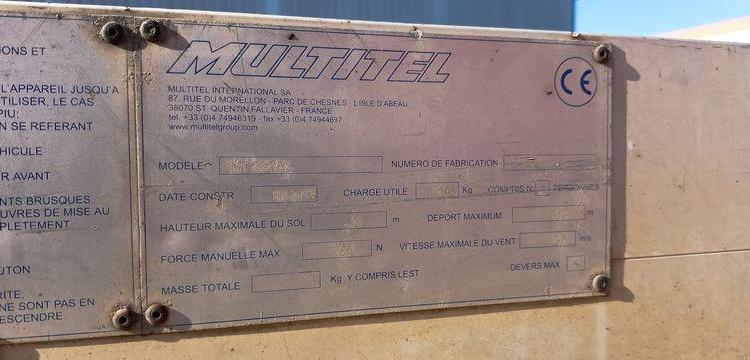 IONS ET
L'APPAREIL JUSQU'A
TILISER, LE CAS
PIU;
N SE REFERANT
HICULE
ER AVANT
NTS BRUSQUES
UVRES DE MISE AU
PLETEMENT
OUTON
RITE,
NE SONT PAS EN
ESCENDRE.
MULTITEL
CE
MULTITEL INTERNATIONAL SA
87, RUE DU MORELLON - PARC DE CHESNES - L'ISLE D'ABEAU
38070 ST. QUENTIN FALLAVIER - FRANCE
tel. +33 (0)4 74946319 - fax +33 (0)4 74944697
www.multitelgroup.com
MODELE
NUMERO DE FABRICATION
DATE CONSTR
CHARGE UTILE Kg COMPRIS N. PERSONNES
HAUTEUR MAXIMALE DU SOL m
DEPORT MAXIMUM m
FORCE MANUELLE MAX. N
VITESSE MAXIMALE DU VENT m/s
MASSE TOTALE Kg Y COMPRIS LEST
DEVERS MAX